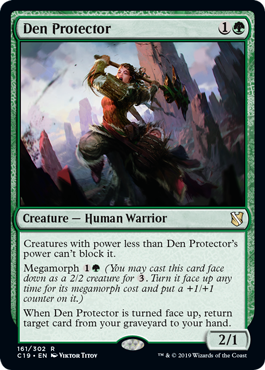 Den Protector 1
Creature — Human Warrior
Creatures with power less than Den Protector's
power can't block it.
Megamorph 1 (You may cast this card
face down as a 2/2 creature for 3. Turn it face up any
time for its megamorph cost and put a +1/+1
counter on it.)
When Den Protector is turned face up, return
target card from your graveyard to your hand.
2/1
161/302 R
C19 • EN Viktor Titov
™ & © 2019 Wizards of the Coast